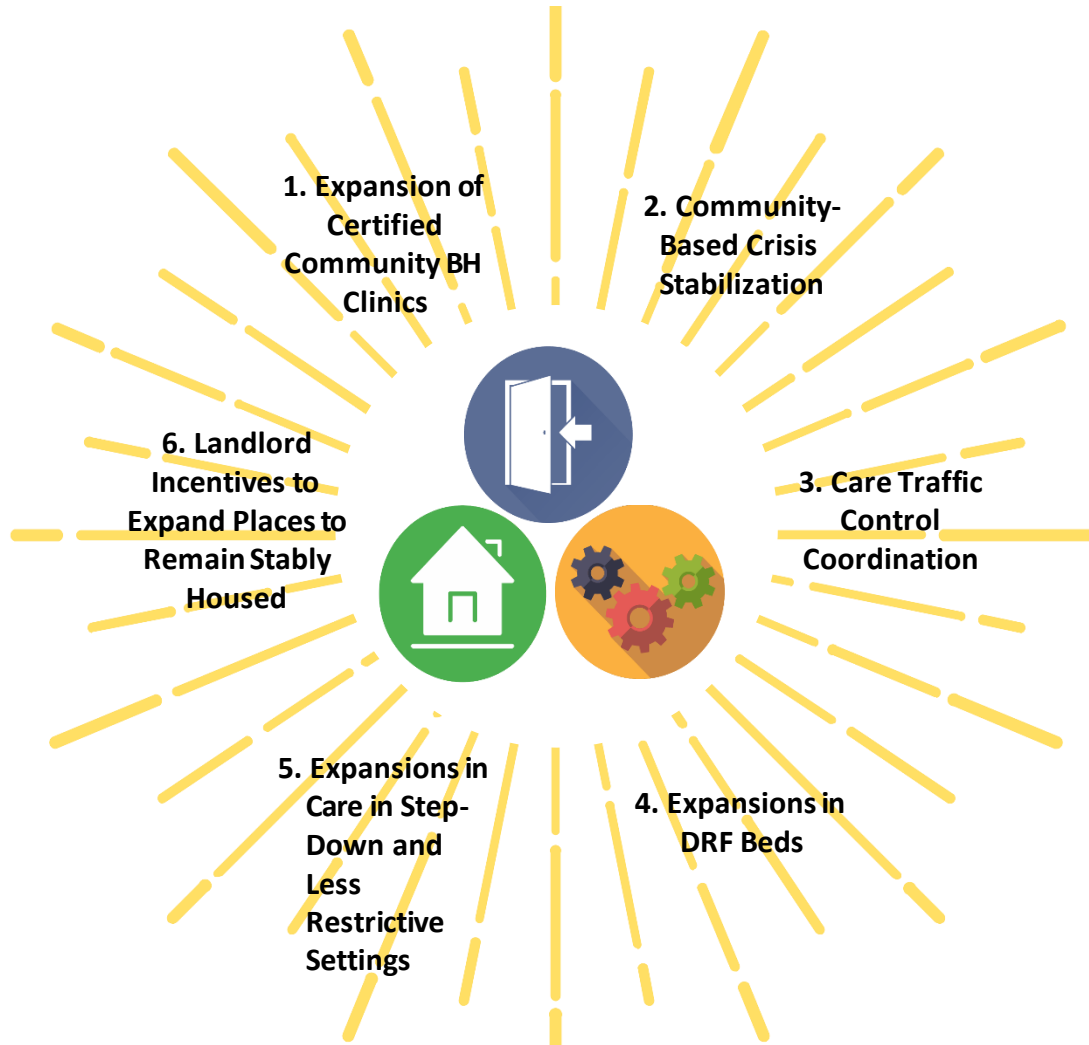 1. Expansion of
Certified
Community BH
Clinics
2. Community-
Based Crisis
Stabilization
3. Care Traffic
Control
Coordination
4. Expansions in
DRF Beds
5. Expansions in
Care in Step-
Down and
Less
Restrictive
Settings
6. Landlord
Incentives to
Expand Places to
Remain Stably
Housed